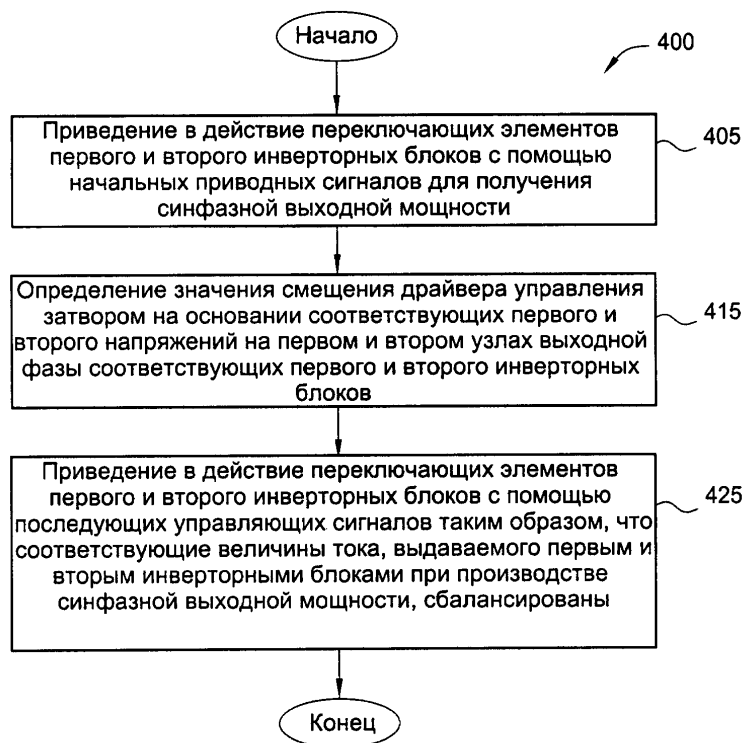 Начало
400
Приведение в действие переключающих элементов
первого и второго инверторных блоков с помощью
начальных приводных сигналов для получения
синфазной выходной мощности
405
Определение значения смещения драйвера управления
затвором на основании соответствующих первого и
второго напряжений на первом и втором узлах выходной
фазы соответствующих первого и второго инверторных
блоков
415
Приведение в действие переключающих элементов
первого и второго инверторных блоков с помощью
последующих управляющих сигналов таким образом, что
соответствующие величины тока, выдаваемого первым и
вторым инверторными блоками при производстве
синфазной выходной мощности, сбалансированы
425
Конец